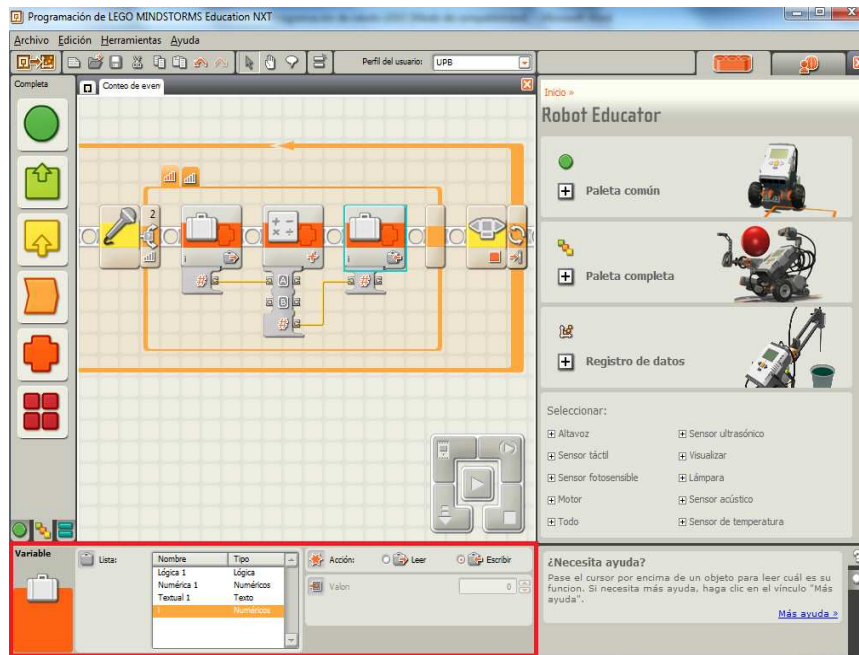 Programación de LEGO MINDSTORMS Education NXT
Archivo Edición Herramientas Ayuda
Perfil del usuario: UPB
Completa
Conteo de even
2
i
i
A
B
#
#
#
Inicio »
Robot Educator
Paleta común
Paleta completa
Registro de datos
Seleccionar:
Altavoz
Sensor ultrasónico
Sensor táctil
Visualizar
Sensor fotosensible
Lámpara
Motor
Sensor acústico
Todo
Sensor de temperatura
Variable
Lista:
Nombre Tipo
Lógica 1 Lógica
Numérica 1 Numéricos
Textual 1 Texto
i Numéricos
Acción: Leer Escribir
Valor: 0
¿Necesita ayuda?
Pase el cursor por encima de un objeto para leer cuál es su
funcion. Si necesita más ayuda, haga clic en el vínculo "Más
ayuda".
Más ayuda »